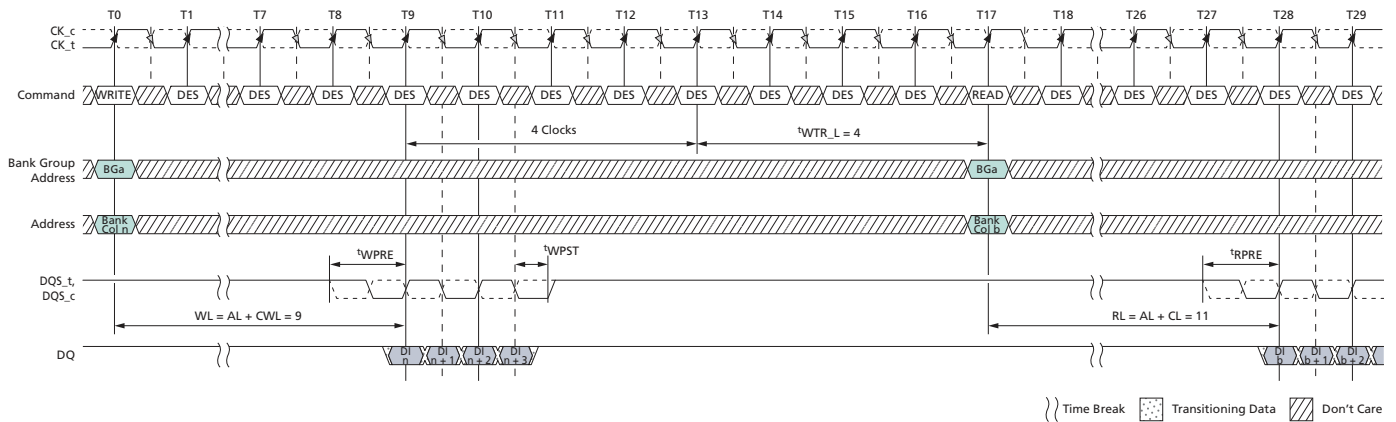 T0 T1 T7 T8 T9 T10 T11 T12 T13 T14 T15 T16 T17 T18 T26 T27 T28 T29
CK_c
CK_t
Command WRITE DES DES DES DES DES DES DES DES DES DES DES READ DES DES DES DES DES
4 Clocks tWTR_L = 4
Bank Group
Address BGa BGa
Address Bank Col n Bank Col b
tWPRE tWPST tRPRE
DQS_t,
DQS_c
WL = AL + CWL = 9 RL = AL + CL = 11
DQ DI n DI n + 1 DI n + 2 DI n + 3 DI b DI b + 1 DI b + 2
Time Break Transitioning Data Don't Care